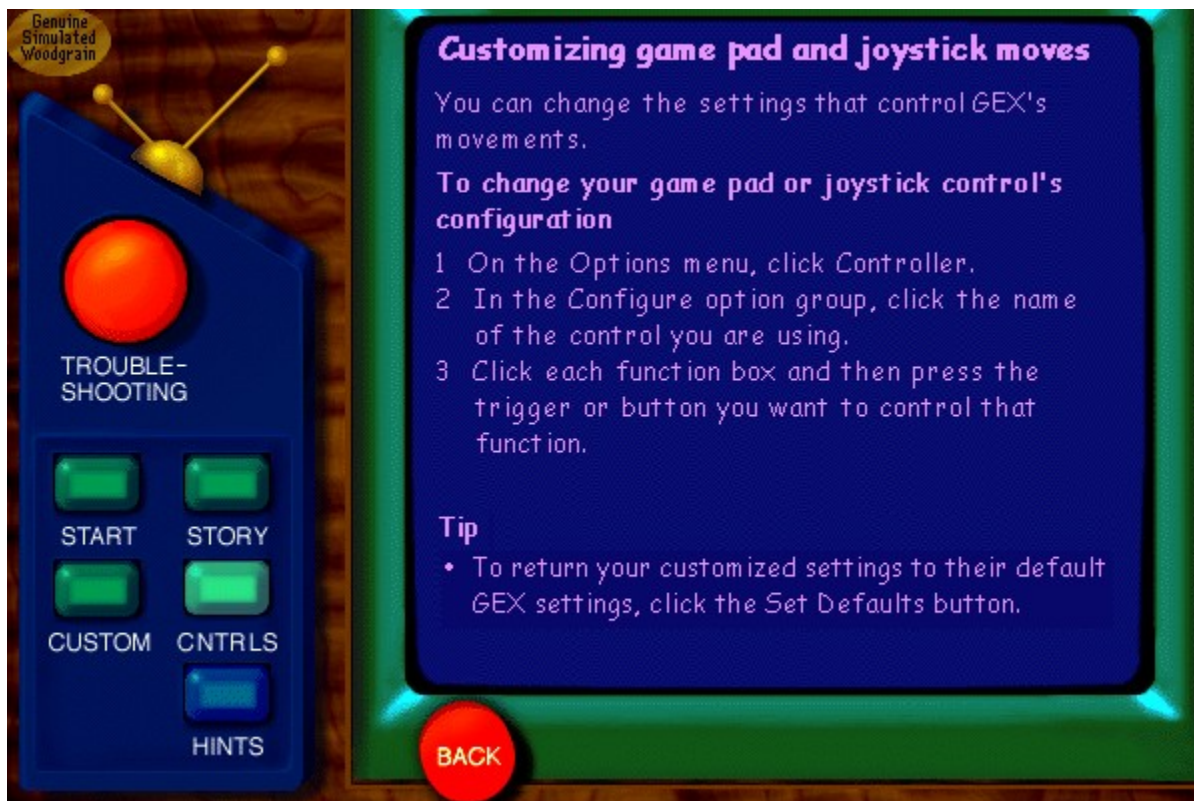 Genuine
Simulated
Woodgrain
TROUBLE-
SHOOTING
START STORY
CUSTOM CNTRLS
HINTS
Customizing game pad and joystick moves
You can change the settings that control GEX's
movements.
To change your game pad or joystick control's
configuration
1 On the Options menu, click Controller.
2 In the Configure option group, click the name
of the control you are using.
3 Click each function box and then press the
trigger or button you want to control that
function.
Tip
• To return your customized settings to their default
GEX settings, click the Set Defaults button.
BACK